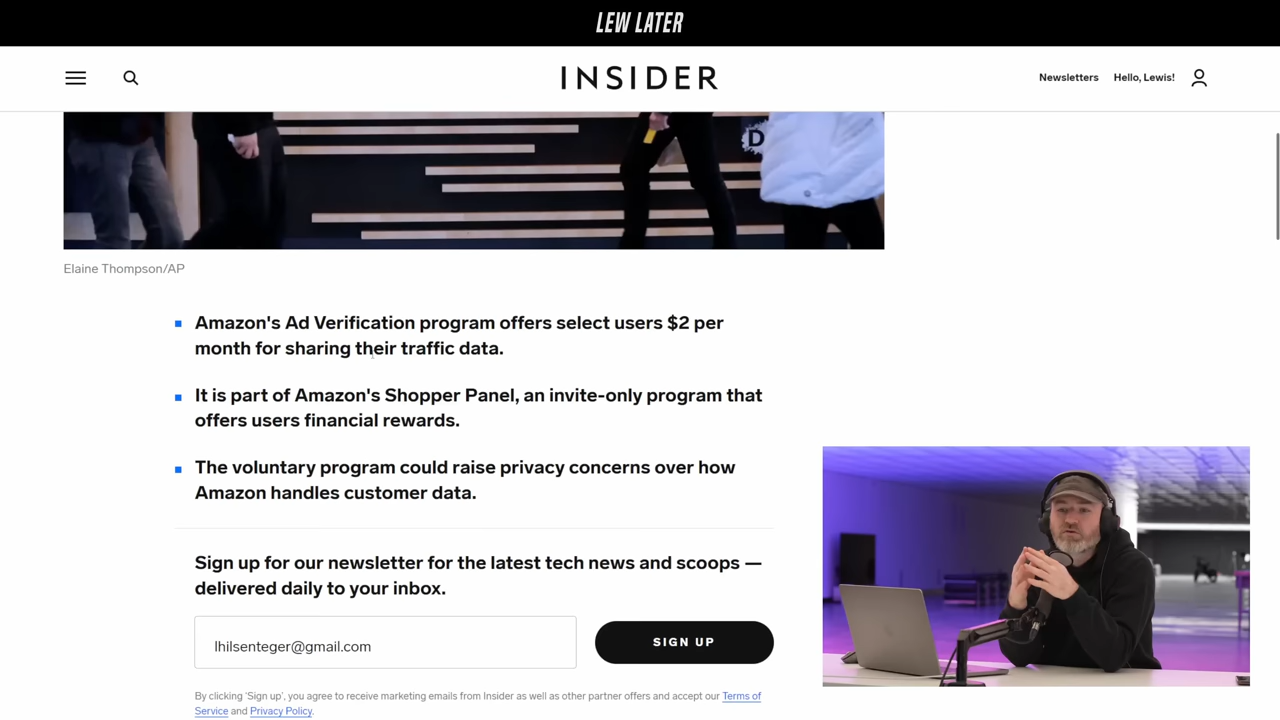 LEW LATER
INSIDER
Newsletters
Hello, Lewis!
D
Elaine Thompson/AP
Amazon's Ad Verification program offers select users $2 per
month for sharing their traffic data.
It is part of Amazon's Shopper Panel, an invite-only program that
offers users financial rewards.
The voluntary program could raise privacy concerns over how
Amazon handles customer data.
Sign up for our newsletter for the latest tech news and scoops —
delivered daily to your inbox.
lhilsenteger@gmail.com
SIGN UP
By clicking 'Sign up', you agree to receive marketing emails from Insider as well as other partner offers and accept our Terms of
Service and Privacy Policy.